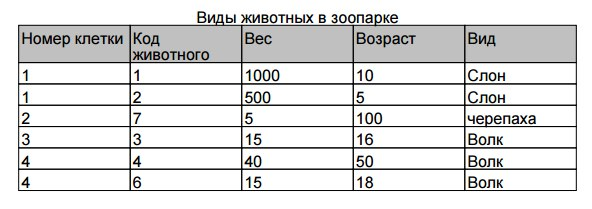 Виды животных в зоопарке
Номер клетки Код животного Вес Возраст Вид
1 1 1000 10 Слон
1 2 500 5 Слон
2 7 5 100 черепаха
3 3 15 16 Волк
4 4 40 50 Волк
4 6 15 18 Волк